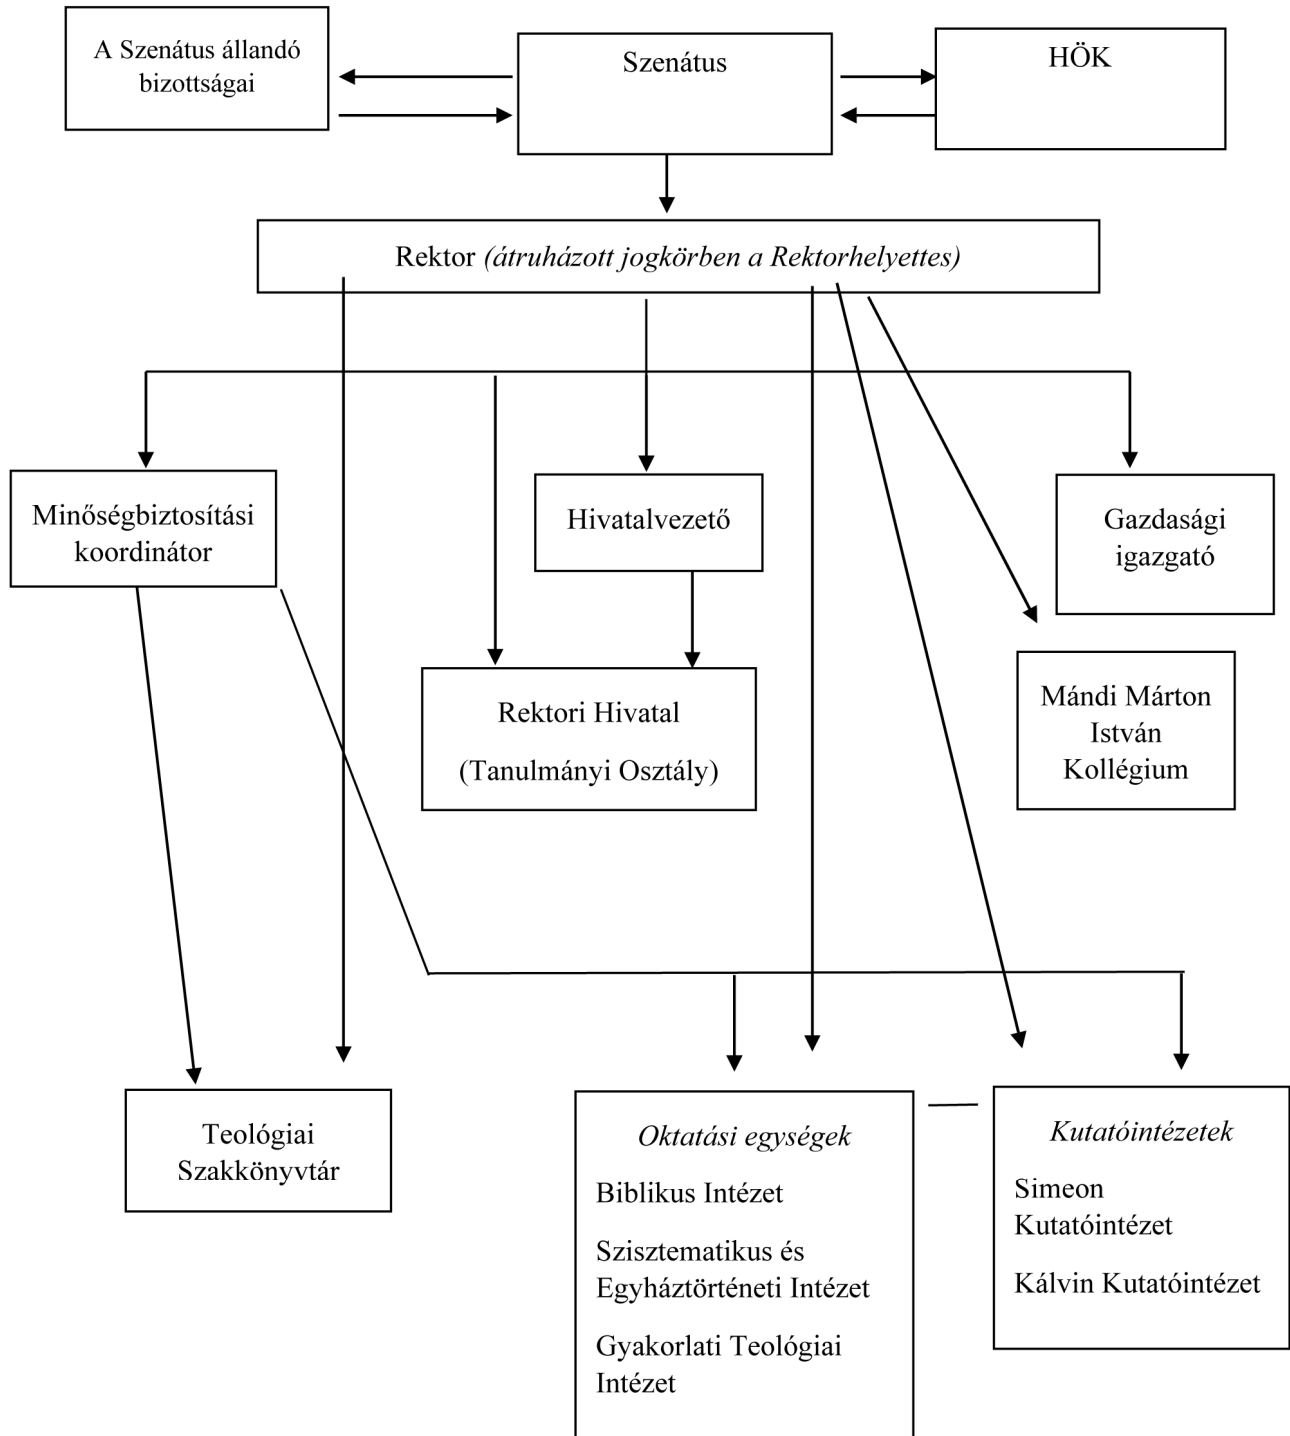 A Szenátus állandó
bizottságai
Szenátus
HÖK
Rektor (átruházott jogkörben a Rektorhelyettes)
Minőségbiztosítási
koordinátor
Hivatalvezető
Gazdasági
igazgató
Rektori Hivatal
(Tanulmányi Osztály)
Mándi Márton
István
Kollégium
Teológiai
Szakkönyvtár
Oktatási egységek
Biblikus Intézet
Szisztematikus és
Egyháztörténeti Intézet
Gyakorlati Teológiai
Intézet
Kutatóintézetek
Simeon
Kutatóintézet
Kálvin Kutatóintézet